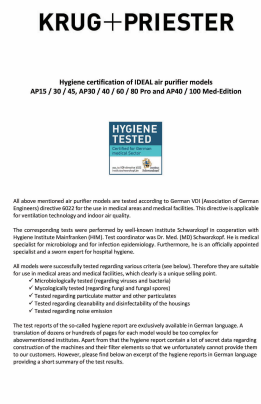 KRUG+PRIESTER
Hygiene certification of IDEAL air purifier models
AP15 / 30 / 45, AP30 / 40 / 60 / 80 Pro and AP40 / 100 Med-Edition
HYGIENE
TESTED
Certified for German
medical Sector
All above mentioned air purifier models are tested according to German VDI (Association of German
Engineers) directive 6022 for the use in medical areas and medical facilities. This directive is applicable
for ventilation technology and indoor air quality.
The corresponding tests were performed by well-known Institute Schwarzkopf in cooperation with
Hygiene Institute Mainfranken (HIM). Test coordinator was Dr. Med. (MD) Schwarzkopf. He is medical
specialist for microbiology and for infection epidemiology. Furthermore, he is an officially appointed
specialist and a sworn expert for hospital hygiene.
All models were successfully tested regarding various criteria (see below). Therefore they are suitable
for use in medical areas and medical facilities, which clearly is a unique selling point.
✓ Microbiologically tested (regarding viruses and bacteria)
✓ Mycologically tested (regarding fungi and fungal spores)
✓ Tested regarding particulate matter and other particulates
✓ Tested regarding cleanability and disinfectability of the housings
✓ Tested regarding noise emission
The test reports of the so-called hygiene report are exclusively available in German language. A
translation of dozens or hundreds of pages for each model would be too complex for
abovementioned Institutes. Apart from that the hygiene report contain a lot of secret data regarding
construction of the machines and their filter elements so that we unfortunately cannot provide them
to our customers. However, please find below an excerpt of the hygiene reports in German language
providing a short summary of the test results.